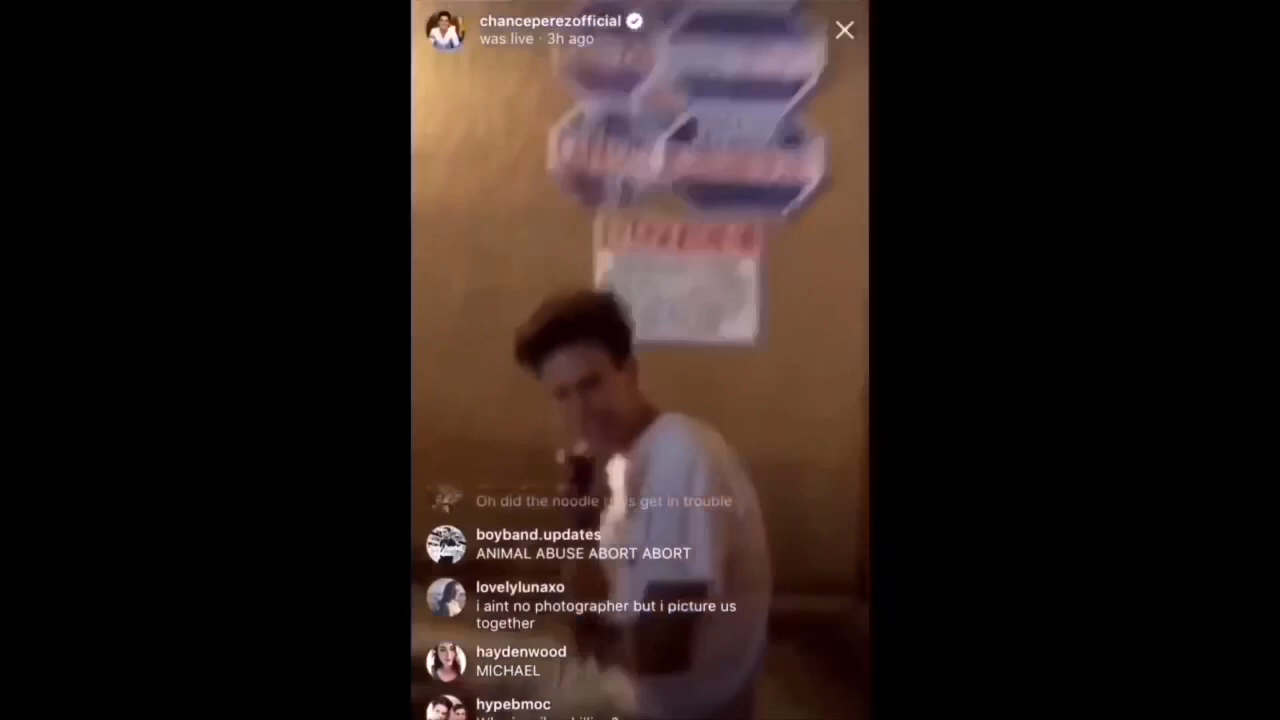 chanceperezofficial
was live · 3h ago
Oh did the noodle get in trouble
boyband.updates
ANIMAL ABUSE ABORT ABORT
lovelylunaxo
i aint no photographer but i picture us
together
haydenwood
MICHAEL
hypebmoc